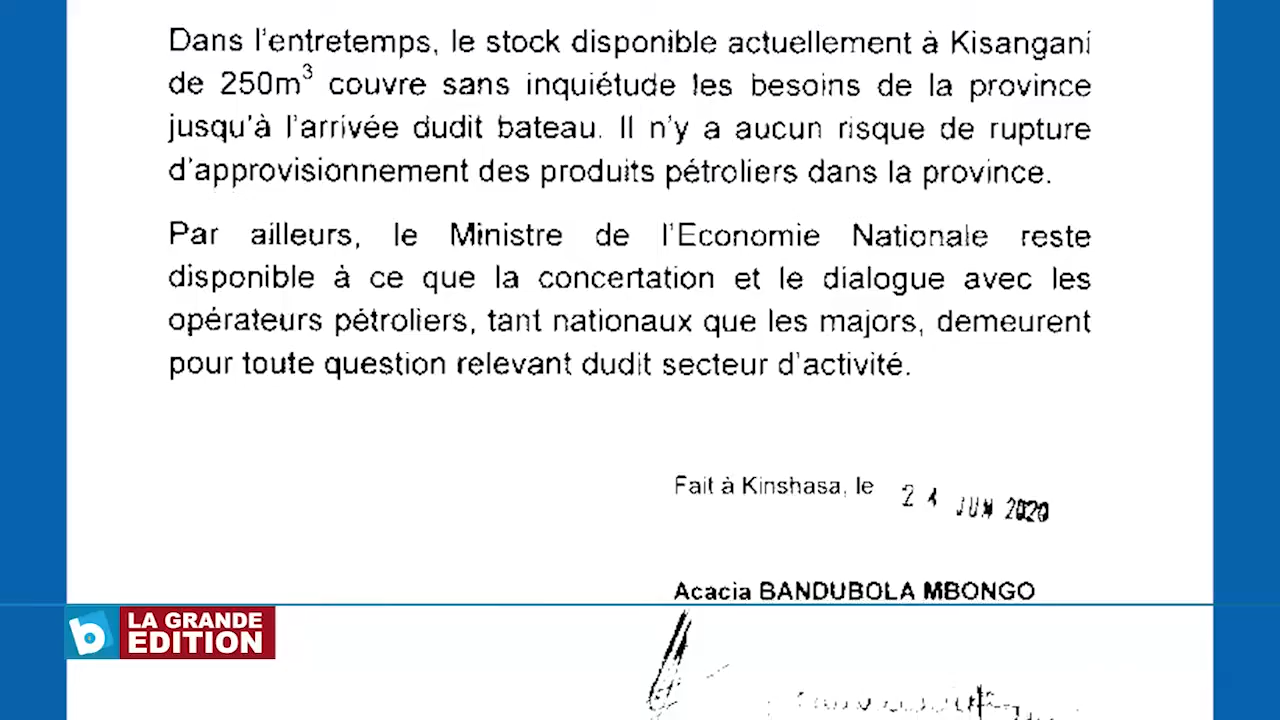 Dans l'entretemps, le stock disponible actuellement à Kisangani
de 250m³ couvre sans inquiétude les besoins de la province
jusqu'à l'arrivée dudit bateau. Il n'y a aucun risque de rupture
d'approvisionnement des produits pétroliers dans la province.
Par ailleurs, le Ministre de l'Economie Nationale reste
disponible à ce que la concertation et le dialogue avec les
opérateurs pétroliers, tant nationaux que les majors, demeurent
pour toute question relevant dudit secteur d'activité.
Fait à Kinshasa, le 24 JUN 2020
Acacia BANDUBOLA MBONGO
b LA GRANDE
EDITION